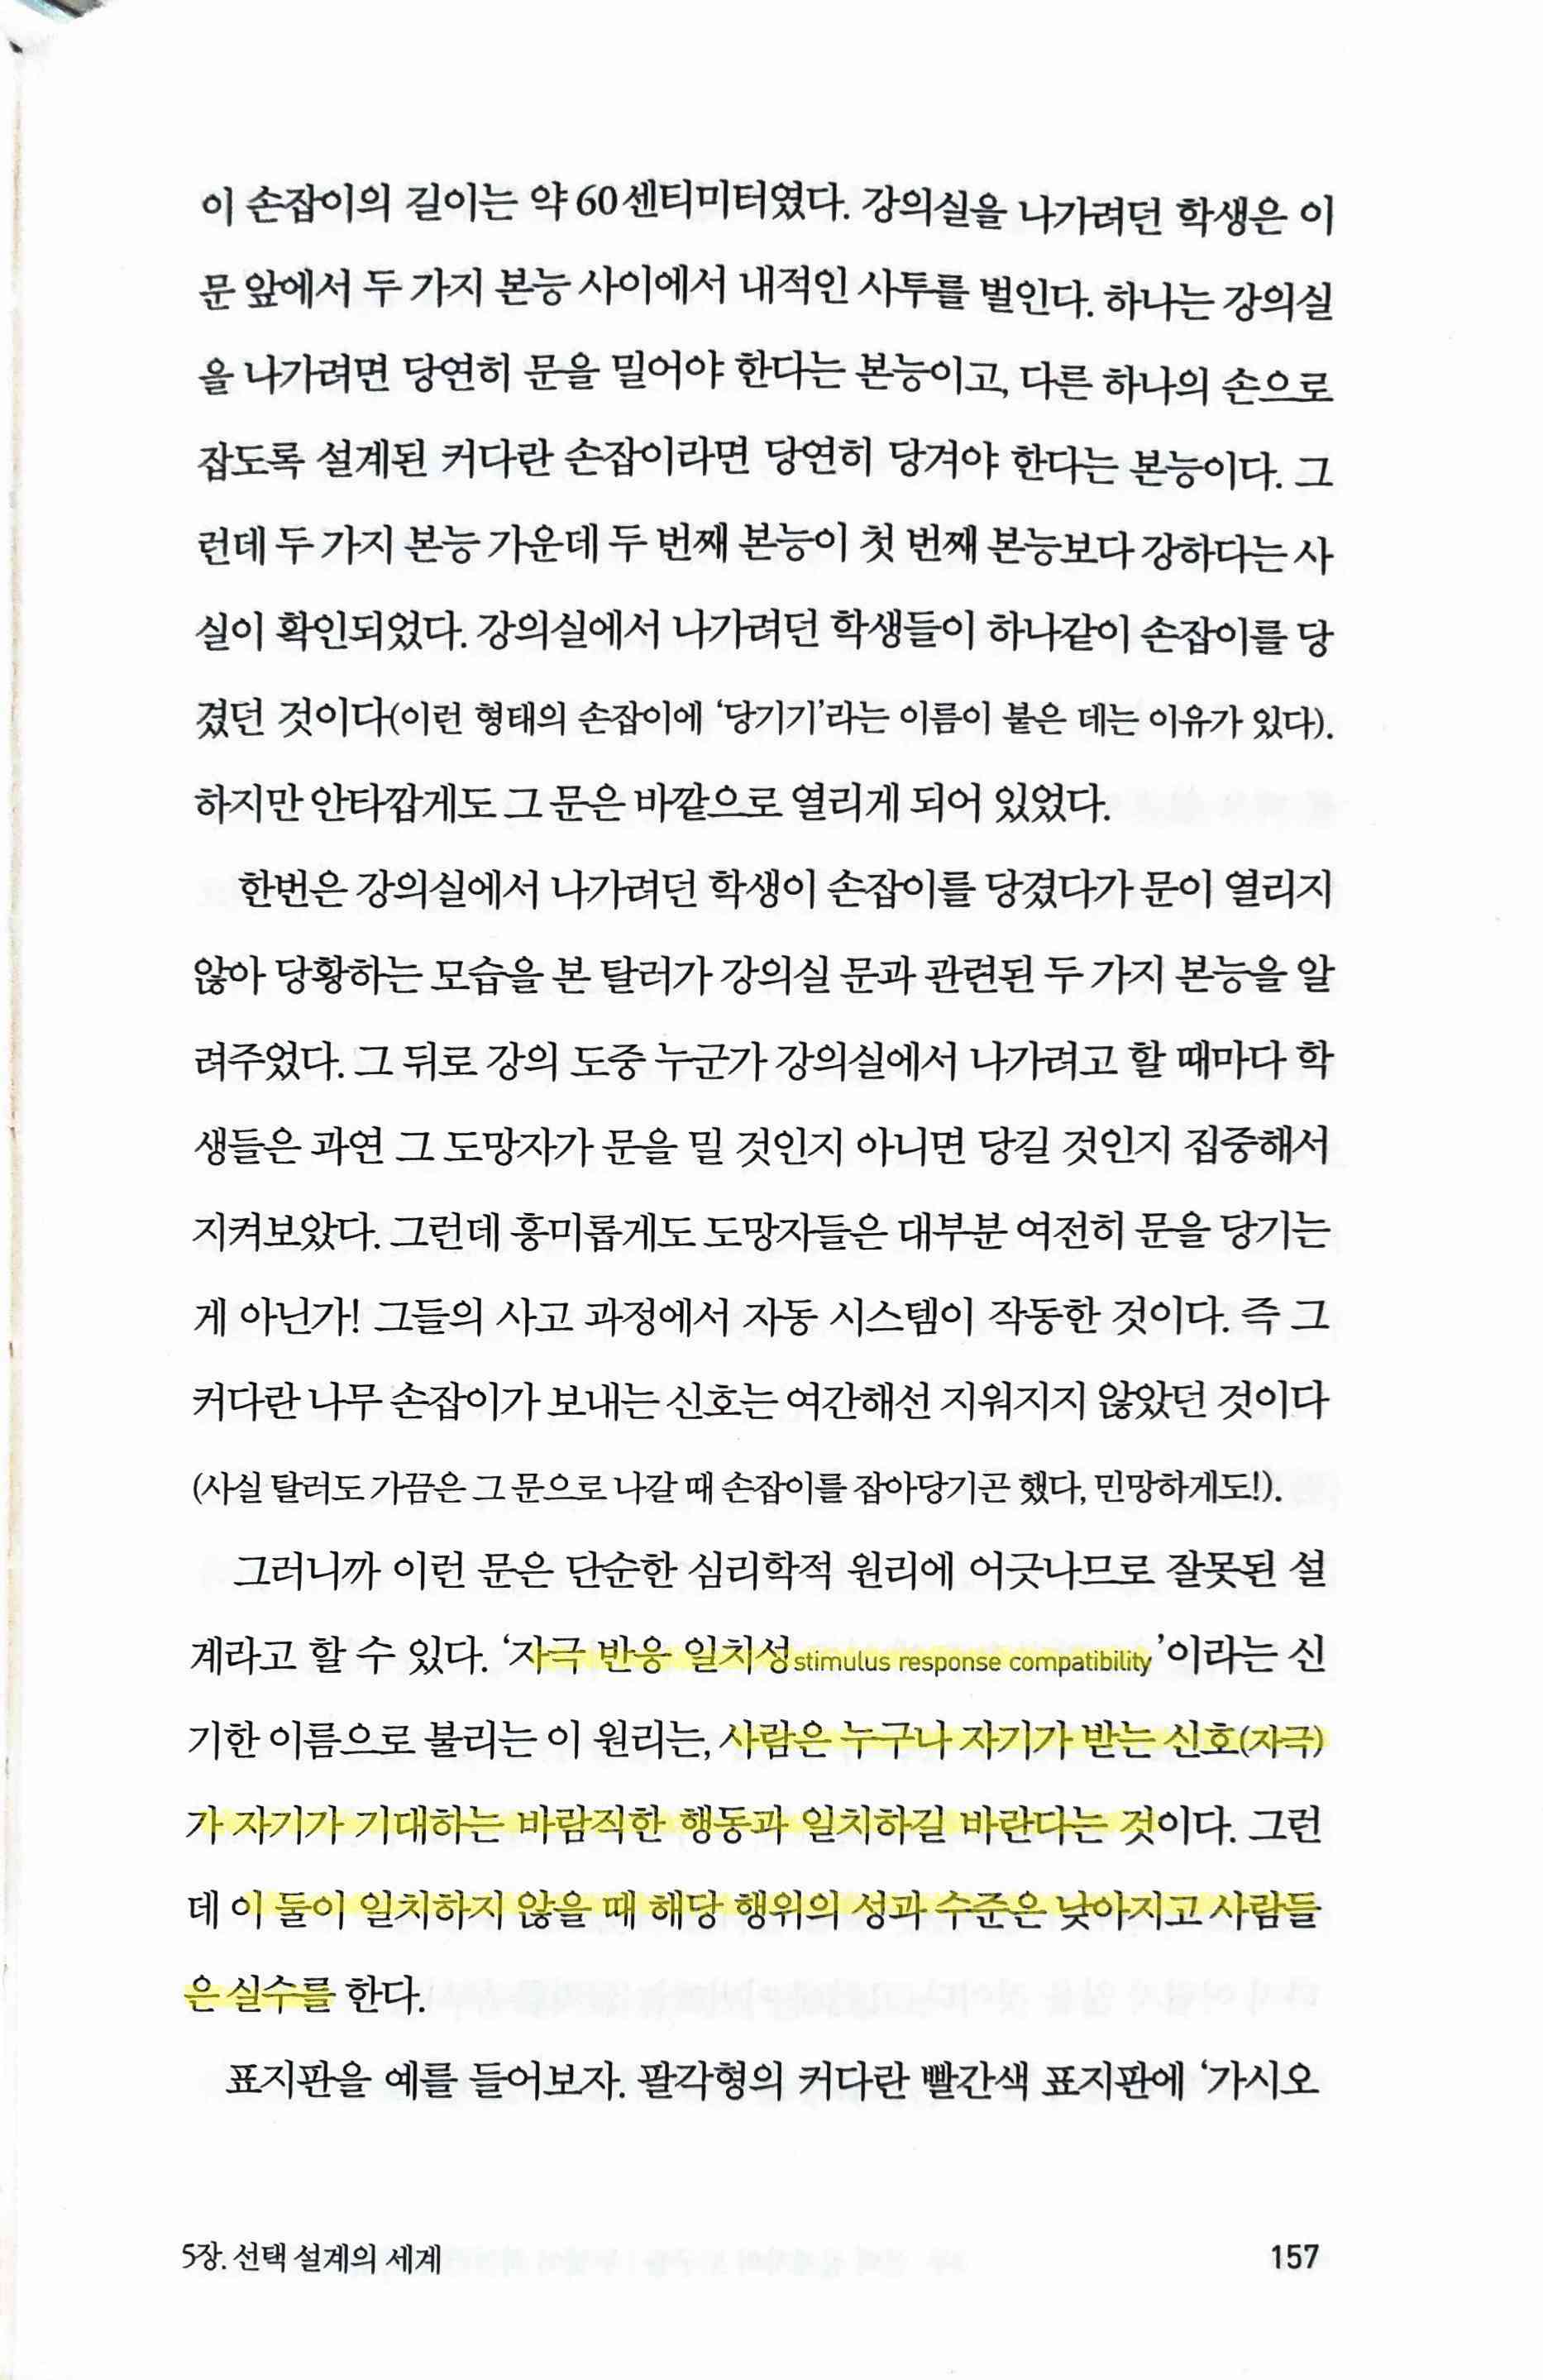 이 손잡이의 길이는 약 60센티미터였다. 강의실을 나가려던 학생은 이
문 앞에서 두 가지 본능 사이에서 내적인 사투를 벌인다. 하나는 강의실
을 나가려면 당연히 문을 밀어야 한다는 본능이고, 다른 하나의 손으로
잡도록 설계된 커다란 손잡이라면 당연히 당겨야 한다는 본능이다. 그
런데 두 가지 본능 가운데 두 번째 본능이 첫 번째 본능보다 강하다는 사
실이 확인되었다. 강의실에서 나가려던 학생들이 하나같이 손잡이를 당
겼던 것이다(이런 형태의 손잡이에 ‘당기기’라는 이름이 붙은 데는 이유가 있다).
하지만 안타깝게도 그 문은 바깥으로 열리게 되어 있었다.
한번은 강의실에서 나가려던 학생이 손잡이를 당겼다가 문이 열리지
않아 당황하는 모습을 본 탈러가 강의실 문과 관련된 두 가지 본능을 알
려주었다. 그 뒤로 강의 도중 누군가 강의실에서 나가려고 할 때마다 학
생들은 과연 그 도망자가 문을 밀 것인지 아니면 당길 것인지 집중해서
지켜보았다. 그런데 흥미롭게도 도망자들은 대부분 여전히 문을 당기는
게 아닌가! 그들의 사고 과정에서 자동 시스템이 작동한 것이다. 즉 그
커다란 나무 손잡이가 보내는 신호는 여간해선 지워지지 않았던 것이다
(사실 탈러도 가끔은 그 문으로 나갈 때 손잡이를 잡아당기곤 했다, 민망하게도!).
그러니까 이런 문은 단순한 심리학적 원리에 어긋나므로 잘못된 설
계라고 할 수 있다. ‘자극 반응 일치성stimulus response compatibility’이라는 신
기한 이름으로 불리는 이 원리는, 사람은 누구나 자기가 받는 신호(자극)
가 자기가 기대하는 바람직한 행동과 일치하길 바란다는 것이다. 그런
데 이 둘이 일치하지 않을 때 해당 행위의 성과 수준은 낮아지고 사람들
은 실수를 한다.
표지판을 예를 들어보자. 팔각형의 커다란 빨간색 표지판에 ‘가시오
5장. 선택 설계의 세계
157